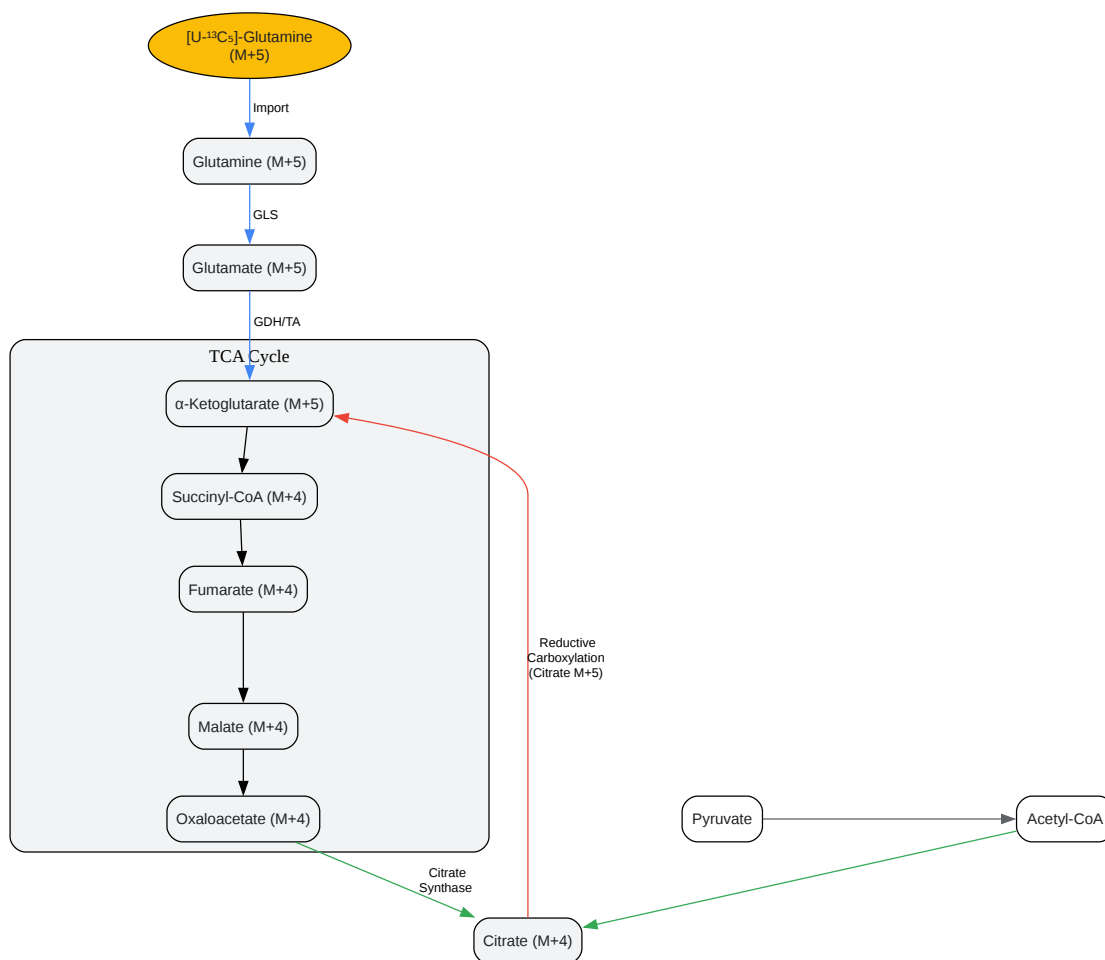 [U-¹³C₅]-Glutamine
(M+5)
Import
Glutamine (M+5)
GLS
Glutamate (M+5)
GDH/TA
TCA Cycle
α-Ketoglutarate (M+5)
Succinyl-CoA (M+4)
Fumarate (M+4)
Reductive
Carboxylation
(Citrate M+5)
Malate (M+4)
Oxaloacetate (M+4)
Pyruvate
Acetyl-CoA
Citrate
Synthase
Citrate (M+4)